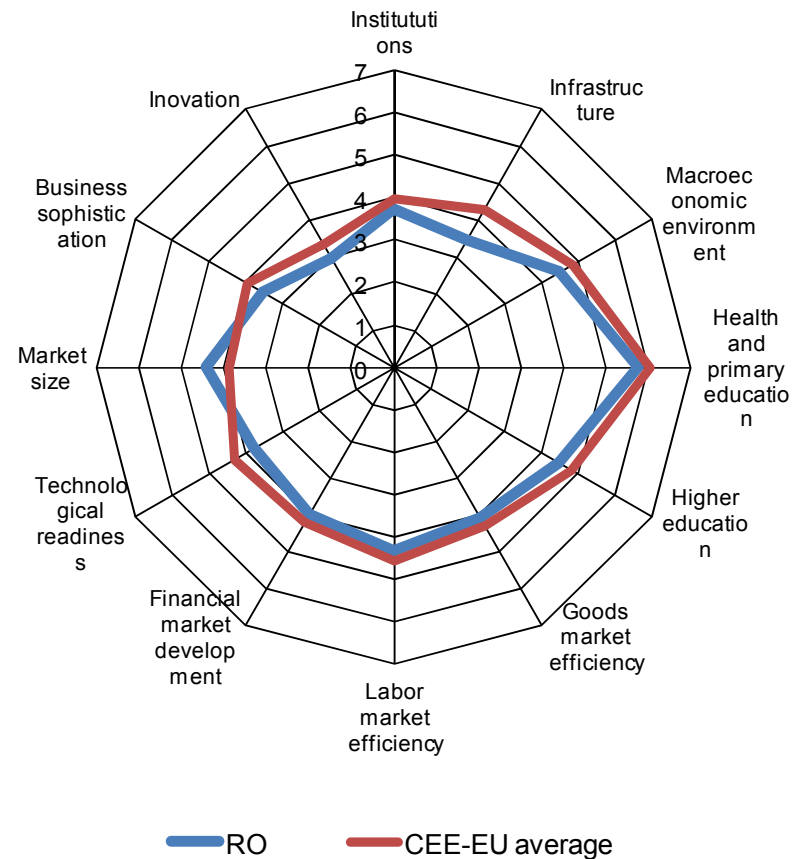 Institututi
ons
Infrastruc
ture
Macroec
onomic
environm
ent
Health
and
primary
educatio
n
Higher
educatio
n
Goods
market
efficiency
Labor
market
efficiency
Financial
market
develop
ment
Technolo
gical
readines
s
Market
size
Business
sophistic
ation
Inovation
7
6
5
4
3
2
1
0
RO
CEE-EU average